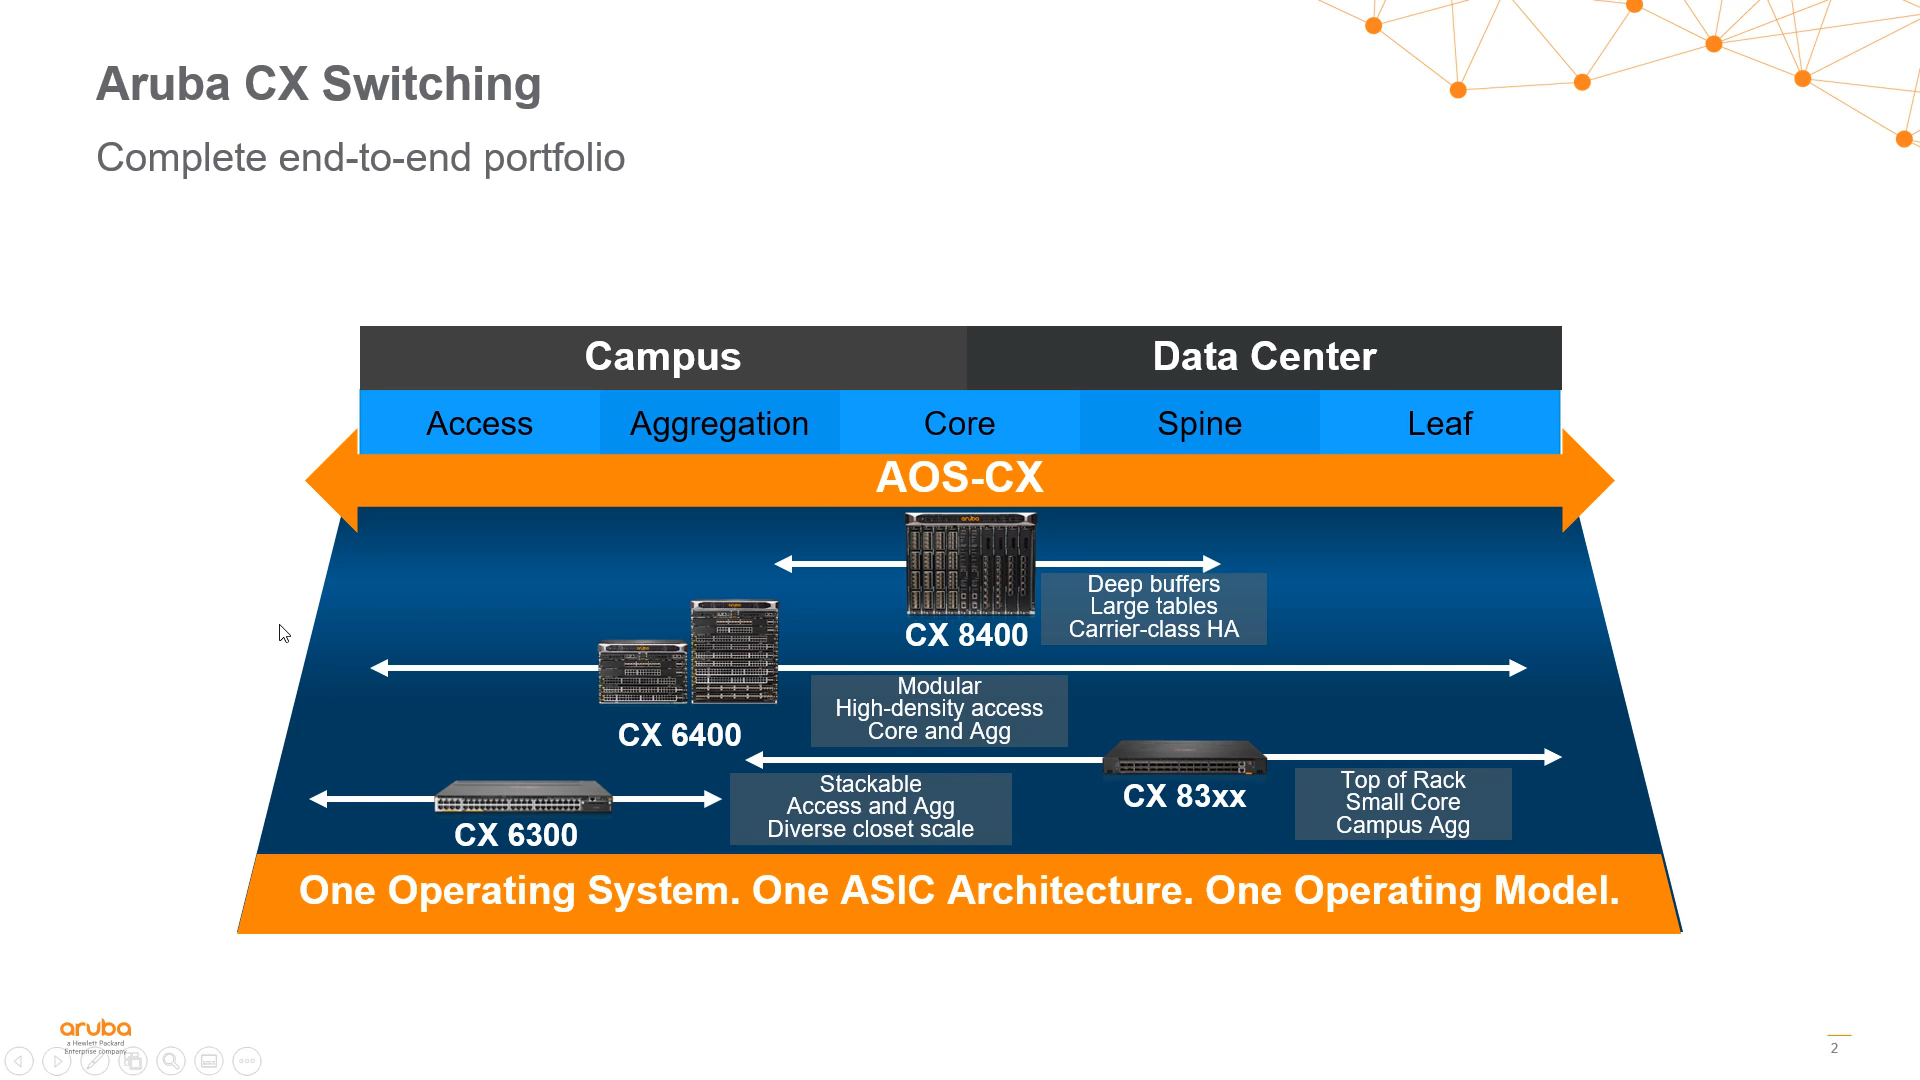 Aruba CX Switching
Complete end-to-end portfolio
Campus
Data Center
Access
Aggregation
Core
Spine
Leaf
AOS-CX
aruba
Deep buffers
Large tables
Carrier-class HA
CX 8400
aruba
aruba
Modular
High-density access
Core and Agg
CX 6400
Stackable
Access and Agg
Diverse closet scale
CX 83xx
Top of Rack
Small Core
Campus Agg
CX 6300
One Operating System. One ASIC Architecture. One Operating Model.
aruba
a Hewlett Packard
Enterprise company
2